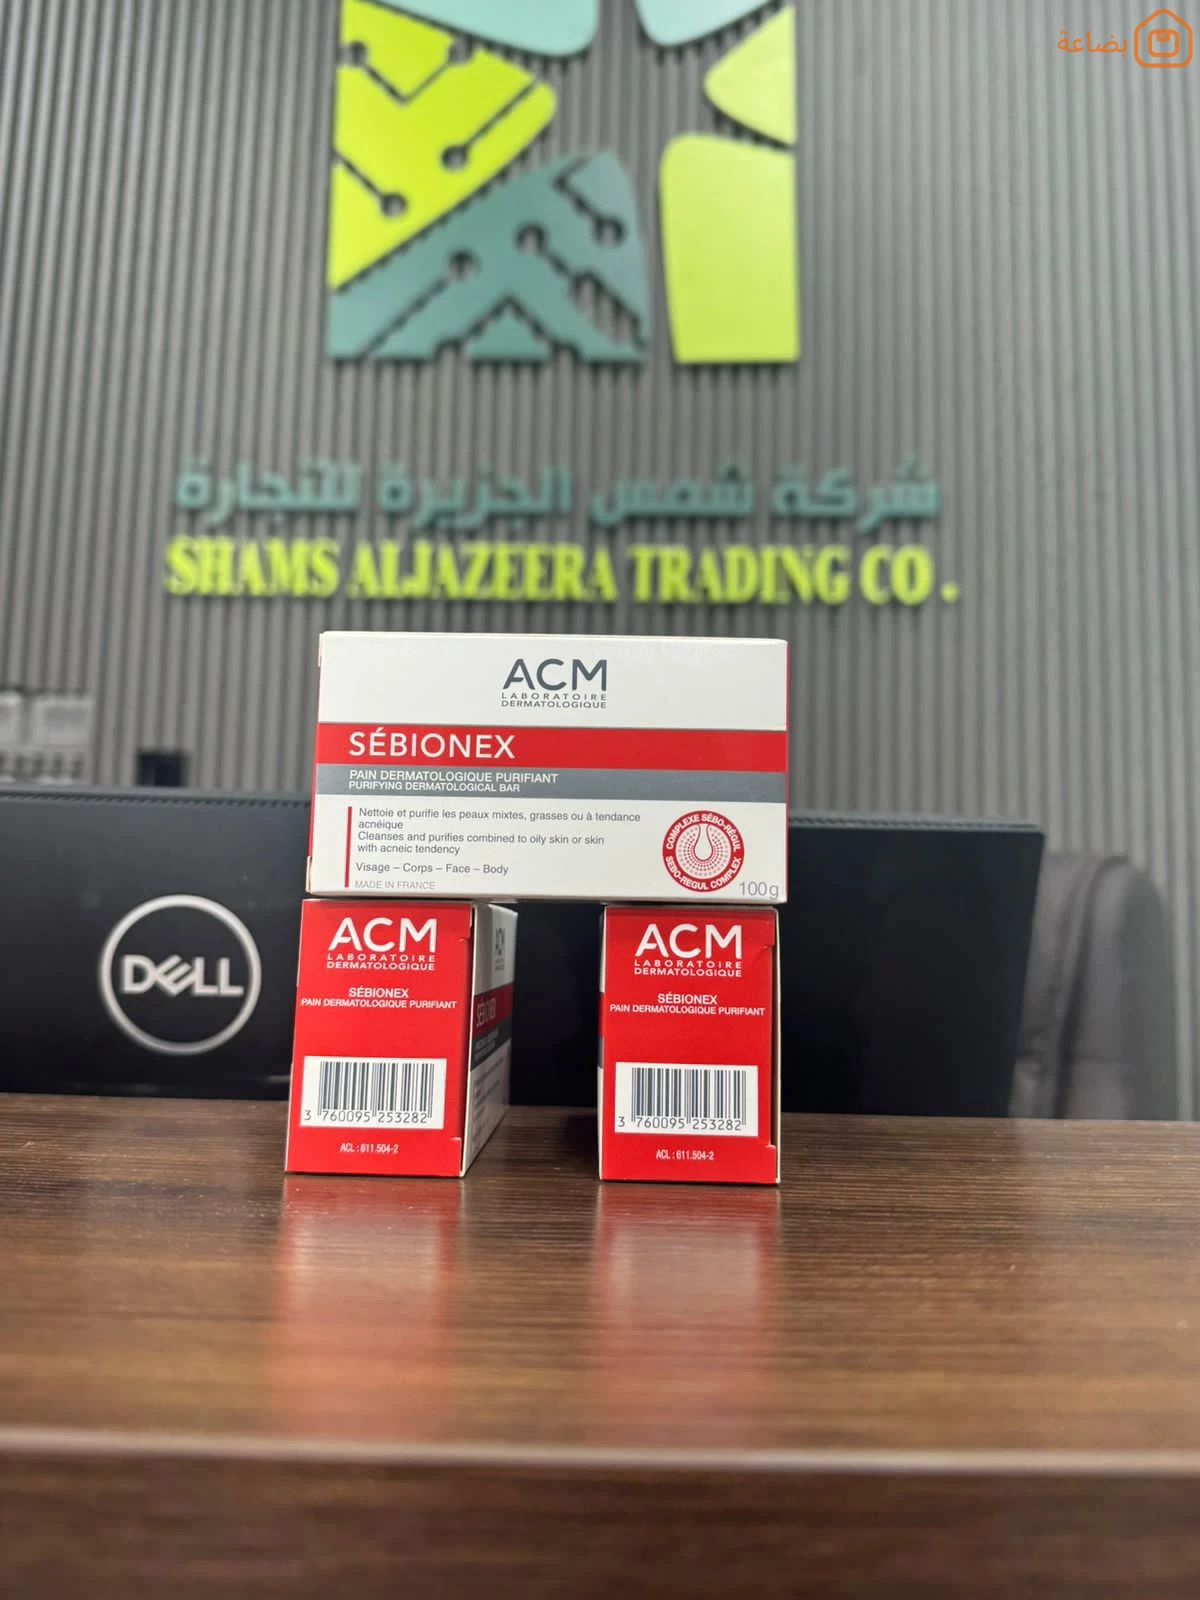 بضاعة
شركة شمس الجزيرة للتجارة
SHAMS ALJAZEERA TRADING CO .
ACM
LABORATOIRE
DERMATOLOGIQUE
SÉBIONEX
PAIN DERMATOLOGIQUE PURIFIANT
PURIFYING DERMATOLOGICAL BAR
Nettoie et purifie les peaux mixtes, grasses ou à tendance
acnéique
Cleanses and purifies combined to oily skin or skin
with acneic tendency
Visage – Corps – Face – Body
MADE IN FRANCE
COMPLEXE SÉBO-RÉGUL
SEBO-REGUL COMPLEX
100g
DELL
ACM
LABORATOIRE
DERMATOLOGIQUE
SÉBIONEX
PAIN DERMATOLOGIQUE PURIFIANT
3 760095 253282
ACL : 611.504-2
ACM
SÉBIONEX
ACM
LABORATOIRE
DERMATOLOGIQUE
SÉBIONEX
PAIN DERMATOLOGIQUE PURIFIANT
3 760095 253282
ACL : 611.504-2